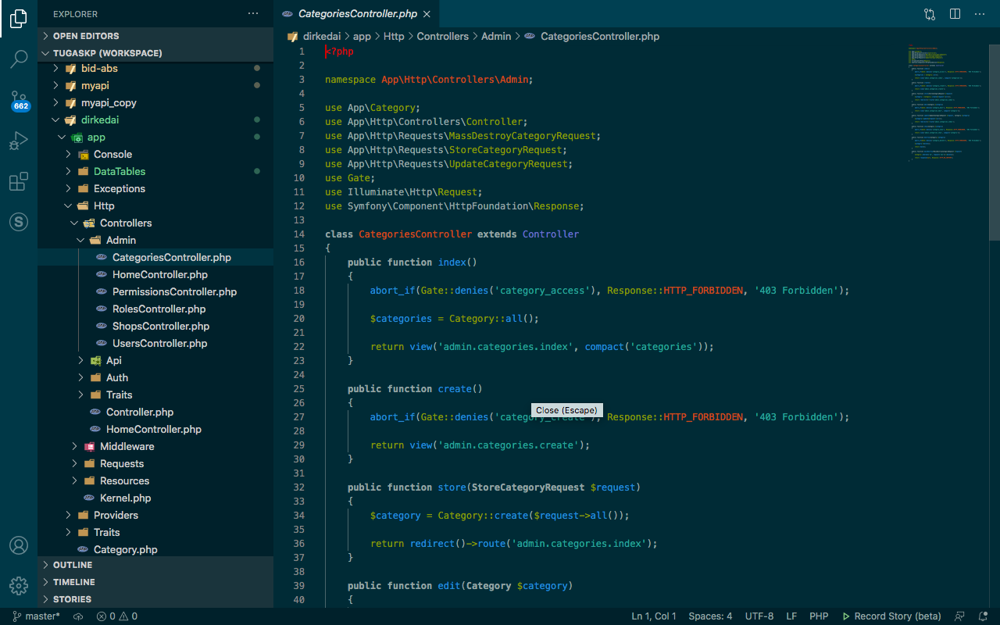 EXPLORER
OPEN EDITORS
TUGASKP (WORKSPACE)
bid-abs
myapi
myapi_copy
dirkedai
app
Console
DataTables
Exceptions
Http
Controllers
Admin
CategoriesController.php
HomeController.php
PermissionsController.php
RolesController.php
ShopsController.php
UsersController.php
Api
Auth
Traits
Controller.php
HomeController.php
Middleware
Requests
Resources
Kernel.php
Providers
Traits
Category.php
OUTLINE
TIMELINE
STORIES
662
CategoriesController.php
dirkedai > app > Http > Controllers > Admin > CategoriesController.php
1 <?php
2
3 namespace App\Http\Controllers\Admin;
4
5 use App\Category;
6 use App\Http\Controllers\Controller;
7 use App\Http\Requests\MassDestroyCategoryRequest;
8 use App\Http\Requests\StoreCategoryRequest;
9 use App\Http\Requests\UpdateCategoryRequest;
10 use Gate;
11 use Illuminate\Http\Request;
12 use Symfony\Component\HttpFoundation\Response;
13
14 class CategoriesController extends Controller
15 {
16 public function index()
17 {
18 abort_if(Gate::denies('category_access'), Response::HTTP_FORBIDDEN, '403 Forbidden');
19
20 $categories = Category::all();
21
22 return view('admin.categories.index', compact('categories'));
23 }
24
25 public function create()
26 {
Close (Escape)
27 abort_if(Gate::denies('category_create'), Response::HTTP_FORBIDDEN, '403 Forbidden');
28
29 return view('admin.categories.create');
30 }
31
32 public function store(StoreCategoryRequest $request)
33 {
34 $category = Category::create($request->all());
35
36 return redirect()->route('admin.categories.index');
37 }
38
39 public function edit(Category $category)
40 {
master* 0 0 Ln 1, Col 1 Spaces: 4 UTF-8 LF PHP Record Story (beta)